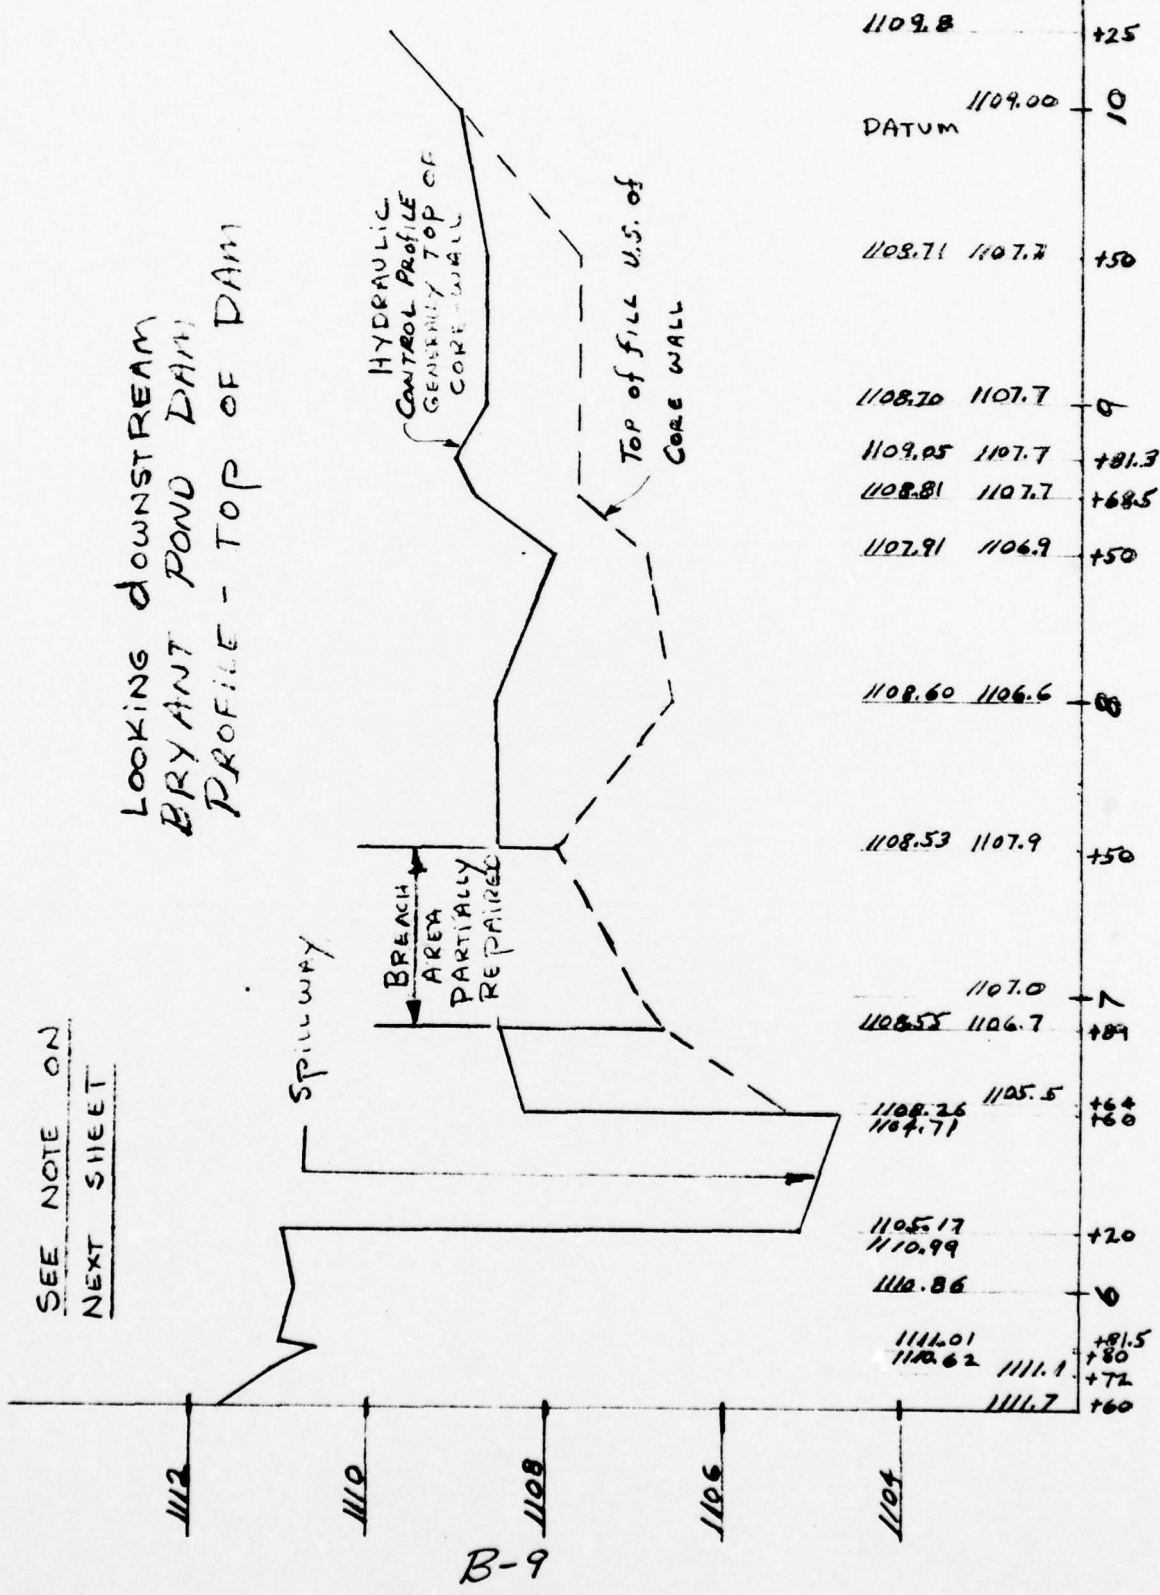 SEE NOTE ON
NEXT SHEET
LOOKING downSTREAM
BRYANT POND DAM
PROFILE - TOP OF DAM
HYDRAULIC
CONTROL PROfILE
GENERALLY TOP OF
CORE-WALL
TOP of fILL U.S. of
CORE WALL
BREACH
AREA
PARTIALLY
REPAIRED
SPILLWAY
1109.8 +25
1109.00 10
DATUM
1108.71 1107.7 +50
1108.70 1107.7 9
1109.05 1107.7 +81.3
1108.81 1107.7 +68.5
1107.91 1106.9 +50
1108.60 1106.6 8
1108.53 1107.9 +50
1107.0 7
1108.55 1106.7 +89
1105.5 +64
1108.26 +60
1104.71
1105.17 +20
1110.99
1110.86 6
1111.01 +81.5
1110.62 +80
1111.1 +72
1111.7 +60
1112
1110
1108
1106
1104
B-9